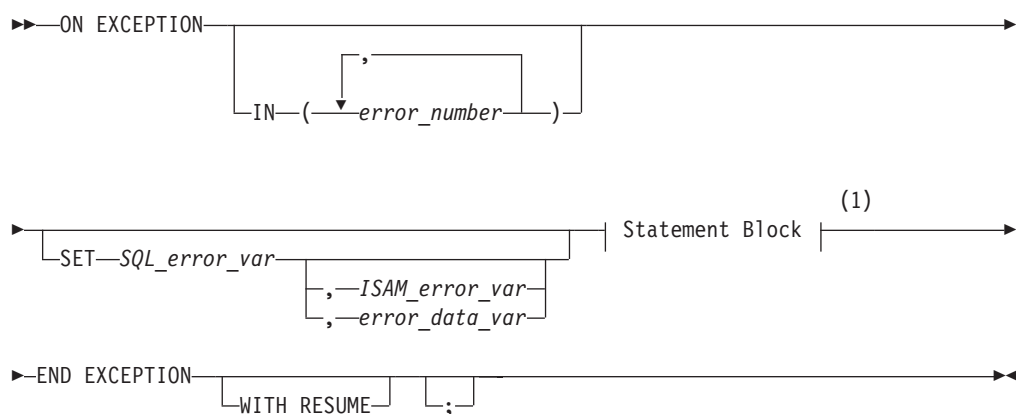 ON EXCEPTION
,
IN ( error_number )
(1)
Statement Block
SET SQL_error_var
, ISAM_error_var
, error_data_var
END EXCEPTION
WITH RESUME ;